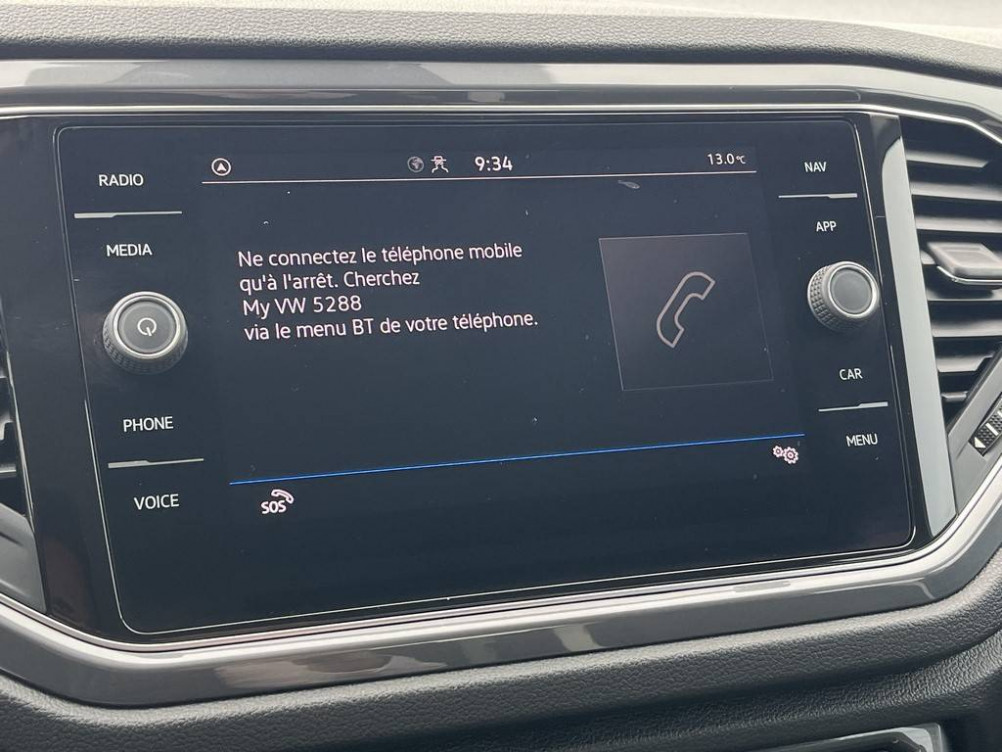 9:34
13.0°C
RADIO
MEDIA
PHONE
VOICE
Ne connectez le téléphone mobile
qu'à l'arrêt. Cherchez
My VW 5288
via le menu BT de votre téléphone.
SOS
NAV
APP
CAR
MENU